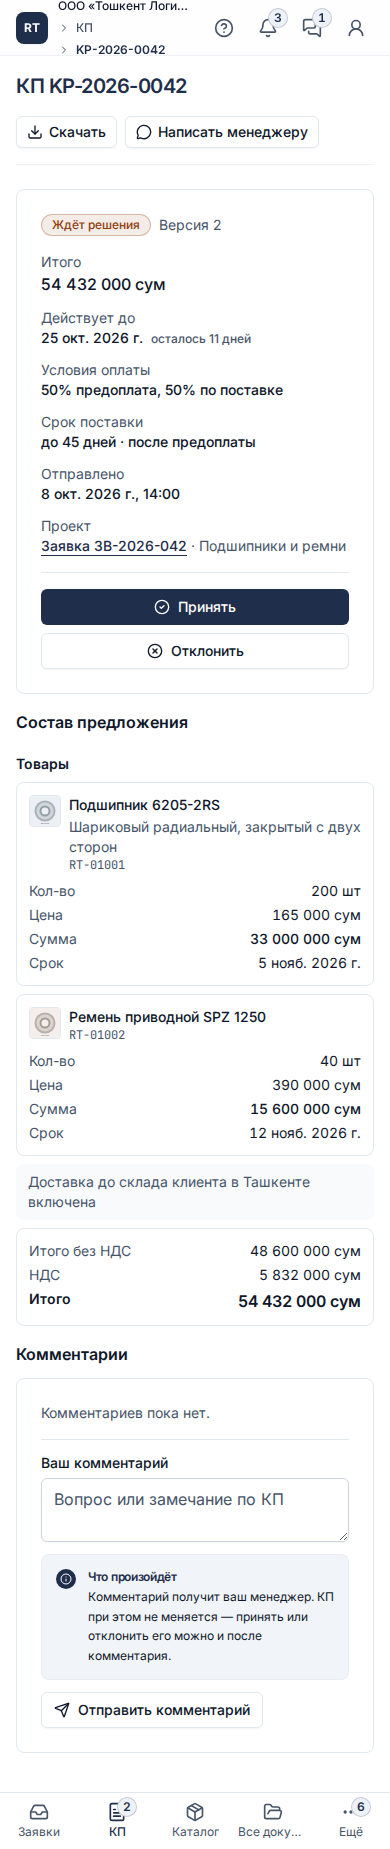 RT
ООО «Тошкент Логи...
КП
KP-2026-0042
3
1
КП KP-2026-0042
Скачать
Написать менеджеру
Ждёт решения
Версия 2
Итого
54 432 000 сум
Действует до
25 окт. 2026 г. осталось 11 дней
Условия оплаты
50% предоплата, 50% по поставке
Срок поставки
до 45 дней · после предоплаты
Отправлено
8 окт. 2026 г., 14:00
Проект
Заявка ЗВ-2026-042 · Подшипники и ремни
Принять
Отклонить
Состав предложения
Товары
Подшипник 6205-2RS
Шариковый радиальный, закрытый с двух
сторон
RT-01001
Кол-во 200 шт
Цена 165 000 сум
Сумма 33 000 000 сум
Срок 5 нояб. 2026 г.
Ремень приводной SPZ 1250
RT-01002
Кол-во 40 шт
Цена 390 000 сум
Сумма 15 600 000 сум
Срок 12 нояб. 2026 г.
Доставка до склада клиента в Ташкенте
включена
Итого без НДС 48 600 000 сум
НДС 5 832 000 сум
Итого 54 432 000 сум
Комментарии
Комментариев пока нет.
Ваш комментарий
Вопрос или замечание по КП
Что произойдёт
Комментарий получит ваш менеджер. КП
при этом не меняется — принять или
отклонить его можно и после
комментария.
Отправить комментарий
2
6
Заявки
КП
Каталог
Все доку...
Ещё